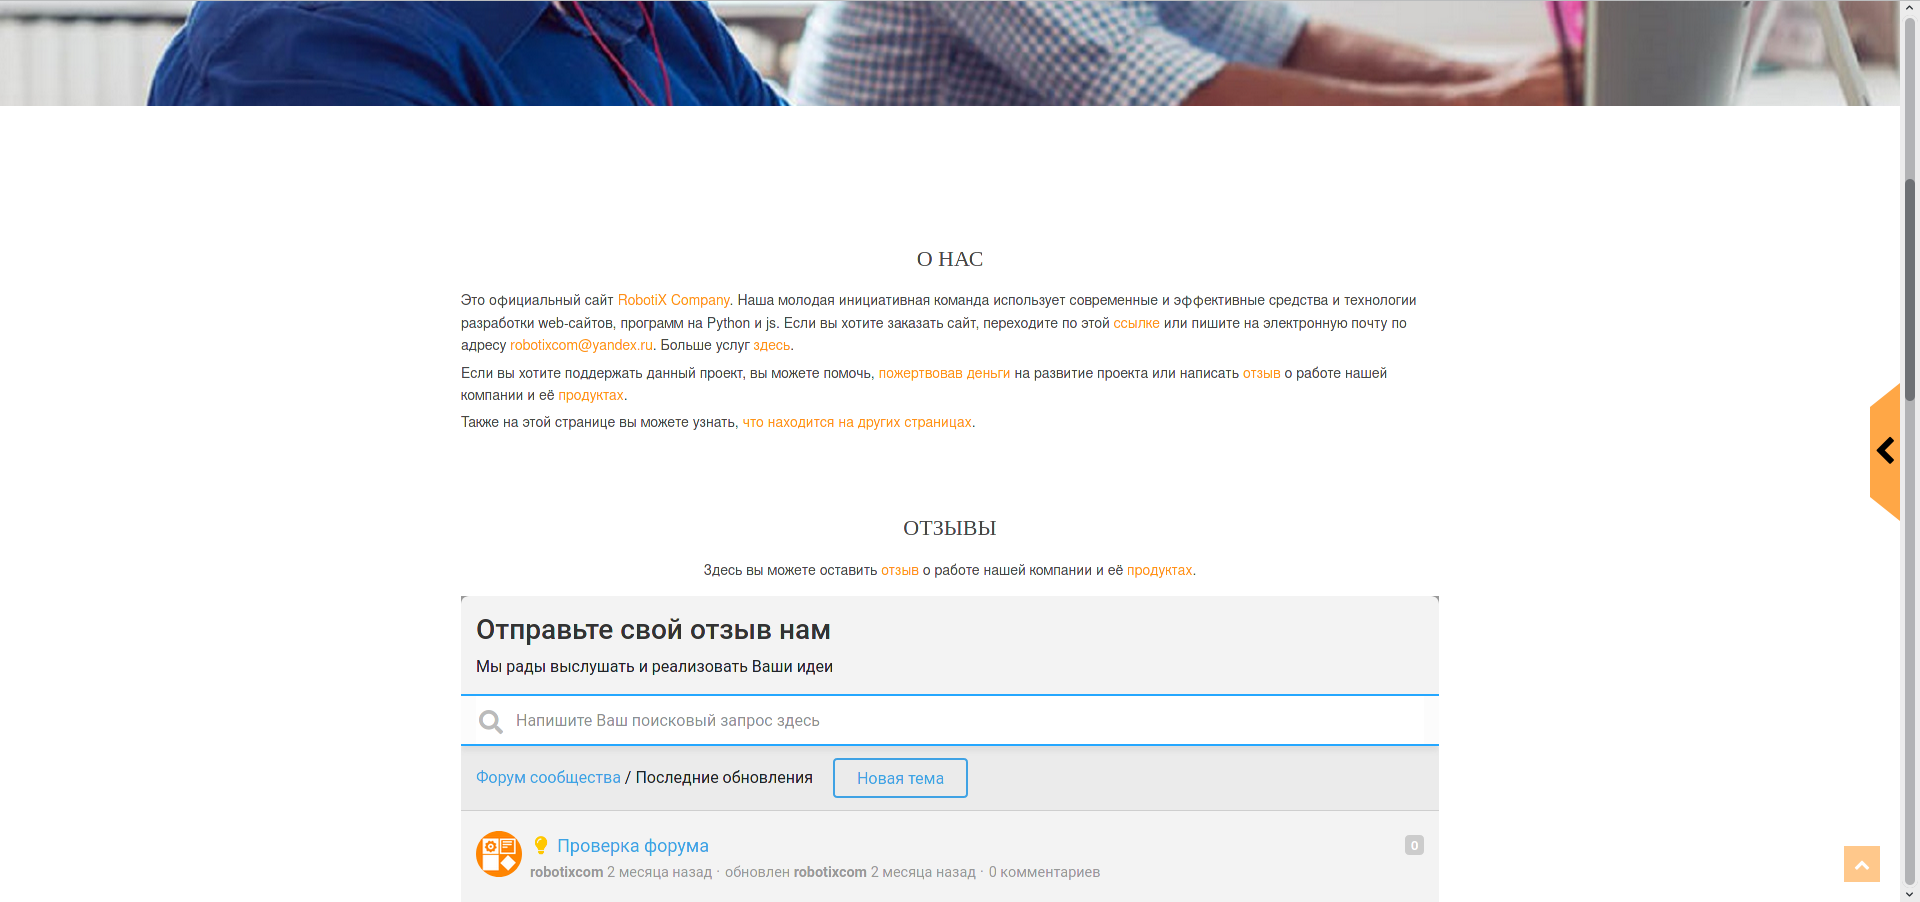 О НАС
Это официальный сайт RobotiX Company. Наша молодая инициативная команда использует современные и эффективные средства и технологии
разработки web-сайтов, программ на Python и js. Если вы хотите заказать сайт, переходите по этой ссылке или пишите на электронную почту по
адресу robotixcom@yandex.ru. Больше услуг здесь.
Если вы хотите поддержать данный проект, вы можете помочь, пожертвовав деньги на развитие проекта или написать отзыв о работе нашей
компании и её продуктах.
Также на этой странице вы можете узнать, что находится на других страницах.
ОТЗЫВЫ
Здесь вы можете оставить отзыв о работе нашей компании и её продуктах.
Отправьте свой отзыв нам
Мы рады выслушать и реализовать Ваши идеи
Напишите Ваш поисковый запрос здесь
Форум сообщества / Последние обновления Новая тема
Проверка форума 0
robotixcom 2 месяца назад · обновлен robotixcom 2 месяца назад · 0 комментариев